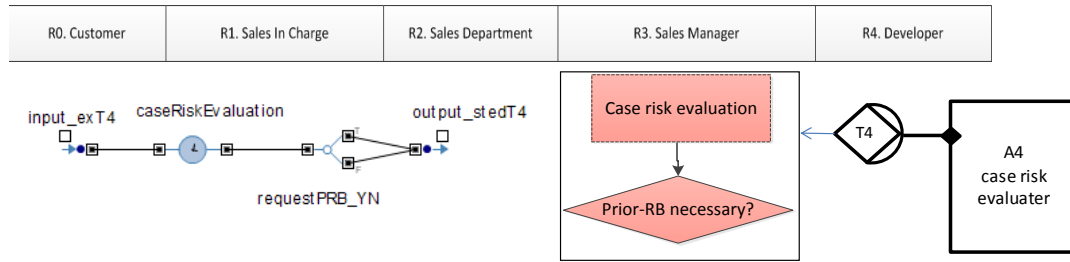 R0. Customer
R1. Sales In Charge
R2. Sales Department
R3. Sales Manager
R4. Developer
input_exT4
caseRiskEvaluation
output_stedT4
T
F
requestPRB_YN
Case risk evaluation
Prior-RB necessary?
T4
A4
case risk
evaluater